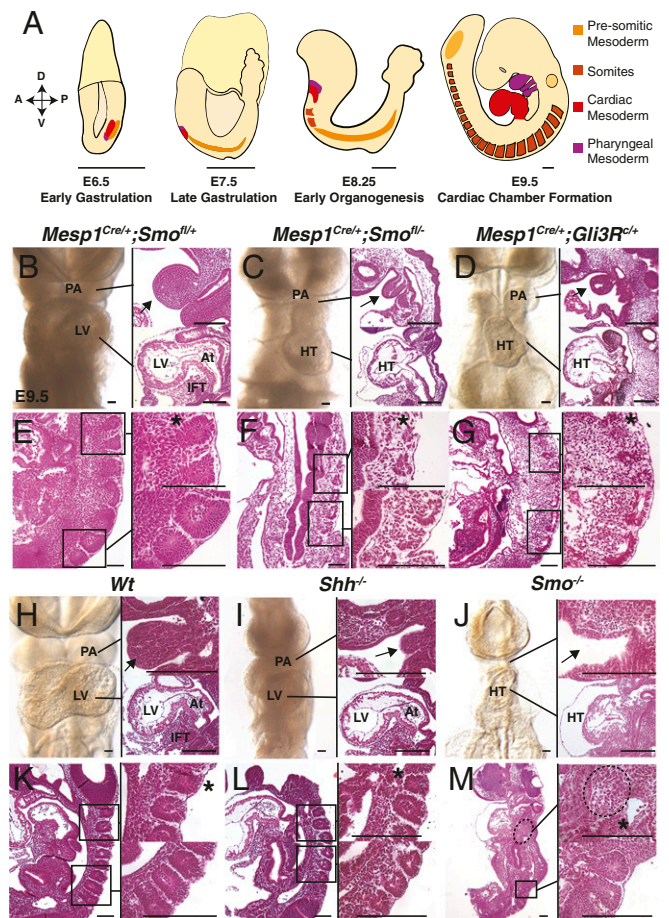 A
D
A P
V
Pre-somitic
Mesoderm
Somites
Cardiac
Mesoderm
Pharyngeal
Mesoderm
E6.5 E7.5 E8.25 E9.5
Early Gastrulation Late Gastrulation Early Organogenesis Cardiac Chamber Formation
Mesp1Cre/+;Smofl/+ Mesp1Cre/+;Smofl/- Mesp1Cre/+;Gli3Rc/+
B C D
PA PA PA
LV LV At HT HT HT HT
IFT
E9.5
E * F * G *
Wt Shh-/- Smo-/-
H I J
PA PA
LV LV At LV LV At HT HT
IFT IFT
K * L * M *